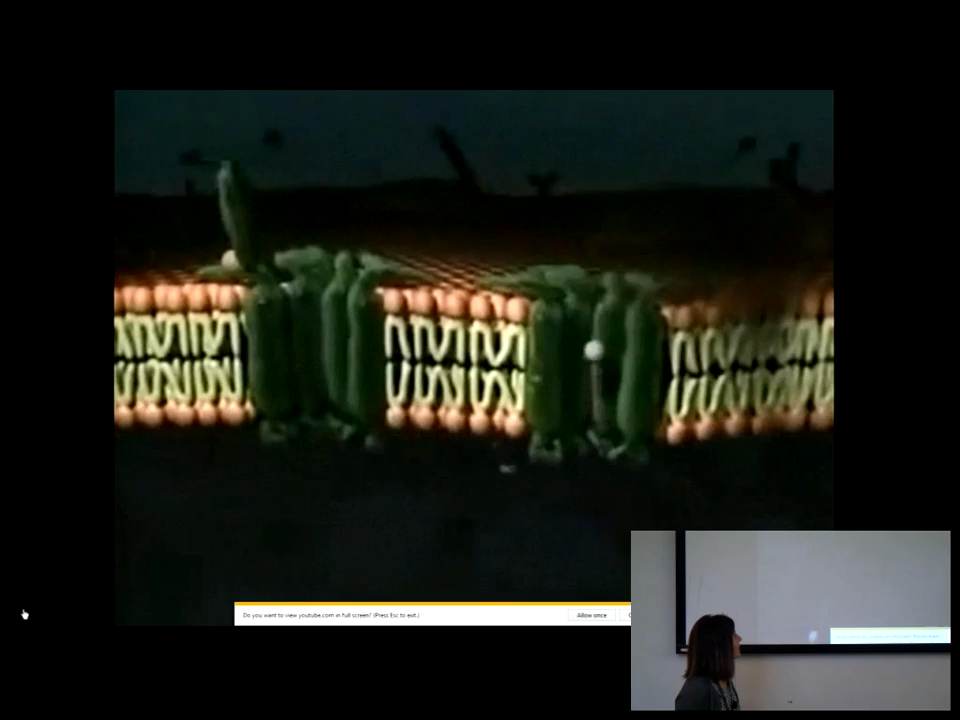 Do you want to view youtube.com in full screen? (Press Esc to exit.)
Allow once